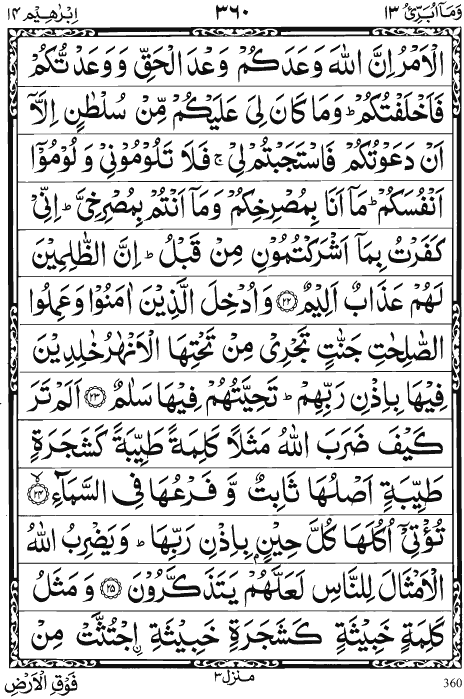 وَمَآ اُبَرِّئُ ١٣ ٣٦٠ اِبْرٰهِيْم ١٤
الْاَمْرُ اِنَّ اللّٰهَ وَعَدَكُمْ وَعْدَ الْحَقِّ وَوَعَدْتُّكُمْ
فَاَخْلَفْتُكُمْ ؕ وَمَا كَانَ لِىَ عَلَيْكُمْ مِّنْ سُلْطٰنٍ اِلَّاۤ
اَنْ دَعَوْتُكُمْ فَاسْتَجَبْتُمْ لِىْ ۚ فَلَا تَلُوْمُوْنِىْ وَ لُوْمُوْۤا
اَنْفُسَكُمْ ؕ مَاۤ اَنَا بِمُصْرِخِكُمْ وَمَاۤ اَنْتُمْ بِمُصْرِخِىَّ ؕ اِنِّىْ
كَفَرْتُ بِمَاۤ اَشْرَكْتُمُوْنِ مِنْ قَبْلُ ؕ اِنَّ الظّٰلِمِيْنَ
لَهُمْ عَذَابٌ اَلِيْمٌ ﴿٢٢﴾ وَاُدْخِلَ الَّذِيْنَ اٰمَنُوْا وَعَمِلُوا
الصّٰلِحٰتِ جَنّٰتٍ تَجْرِىْ مِنْ تَحْتِهَا الْاَنْهٰرُ خٰلِدِيْنَ
فِيْهَا بِاِذْنِ رَبِّهِمْ ؕ تَحِيَّتُهُمْ فِيْهَا سَلٰمٌ ﴿٢٣﴾ اَلَمْ تَرَ
كَيْفَ ضَرَبَ اللّٰهُ مَثَلًا كَلِمَةً طَيِّبَةً كَشَجَرَةٍ
طَيِّبَةٍ اَصْلُهَا ثَابِتٌ وَّ فَرْعُهَا فِى السَّمَآءِ ﴿٢٤﴾ۙ
تُؤْتِىْۤ اُكُلَهَا كُلَّ حِيْنٍ بِاِذْنِ رَبِّهَا ؕ وَيَضْرِبُ اللّٰهُ
الْاَمْثَالَ لِلنَّاسِ لَعَلَّهُمْ يَتَذَكَّرُوْنَ ﴿٢٥﴾ وَ مَثَلُ
كَلِمَةٍ خَبِيْثَةٍ كَشَجَرَةٍ خَبِيْثَةِ ۟اجْتُثَّتْ مِنْ
فَوْقِ الْاَرْضِ منزل ٣ 360